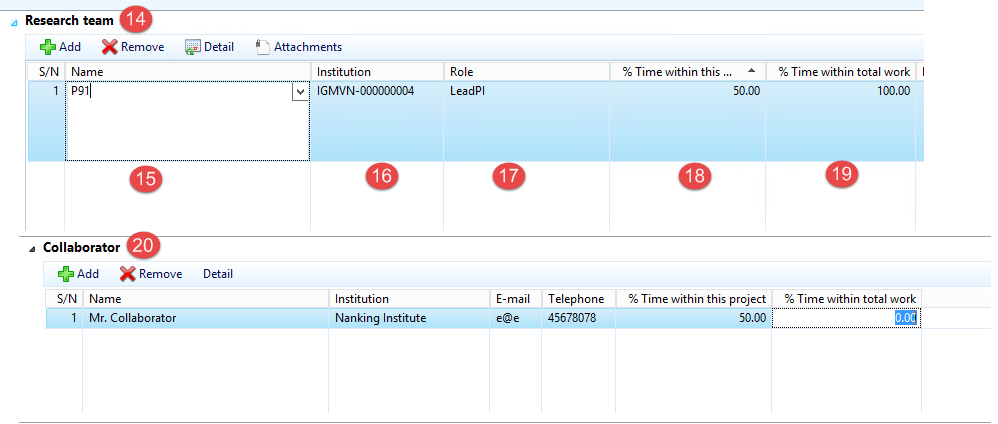 Research team 14
Add Remove Detail Attachments
S/N Name Institution Role % Time within this ... % Time within total work
1 P91 IGMVN-000000004 LeadPI 50.00 100.00
15 16 17 18 19
Collaborator 20
Add Remove Detail
S/N Name Institution E-mail Telephone % Time within this project % Time within total work
1 Mr. Collaborator Nanking Institute e@e 45678078 50.00 0.00